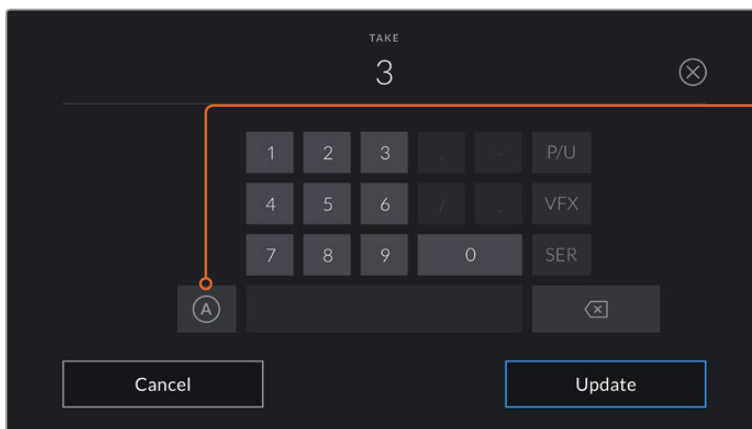 TAKE
3
1 2 3 . - P/U
4 5 6 / , VFX
7 8 9 0 SER
A
Cancel Update